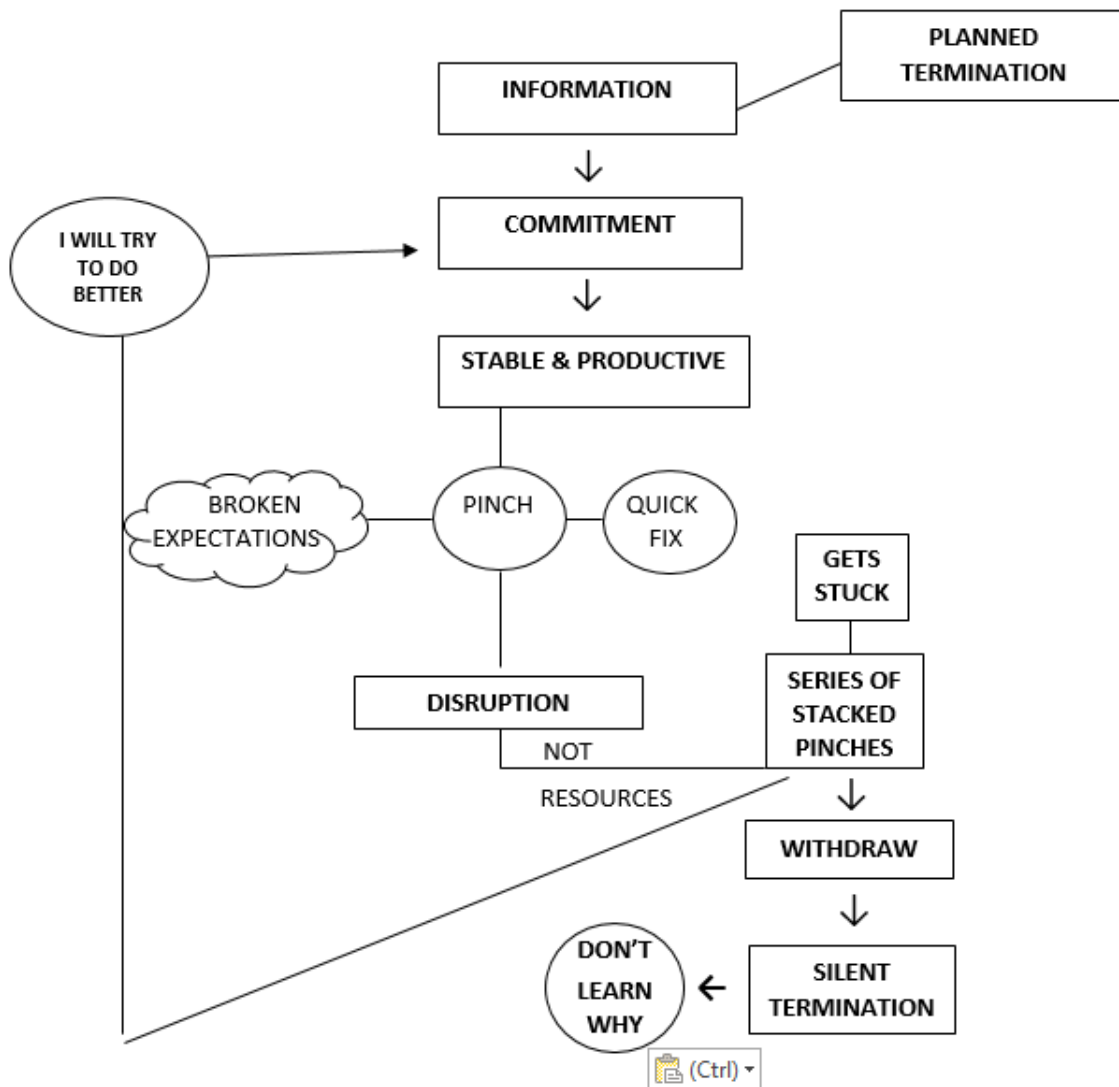 PLANNED
TERMINATION
INFORMATION
COMMITMENT
I WILL TRY
TO DO
BETTER
STABLE & PRODUCTIVE
BROKEN
EXPECTATIONS
PINCH
QUICK
FIX
GETS
STUCK
SERIES OF
STACKED
PINCHES
DISRUPTION
NOT
RESOURCES
WITHDRAW
SILENT
TERMINATION
DON'T
LEARN
WHY
(Ctrl)